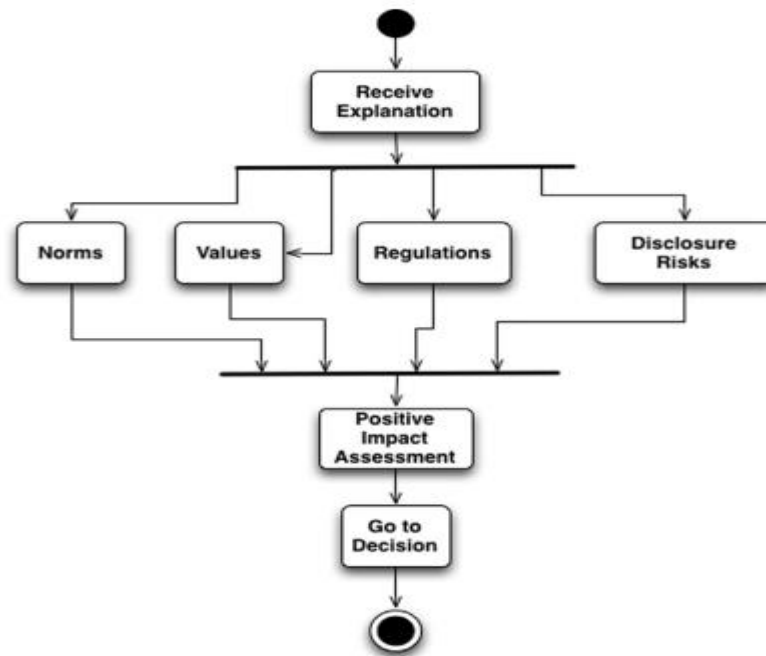 Receive
Explanation
Norms
Values
Regulations
Disclosure
Risks
Positive
Impact
Assessment
Go to
Decision